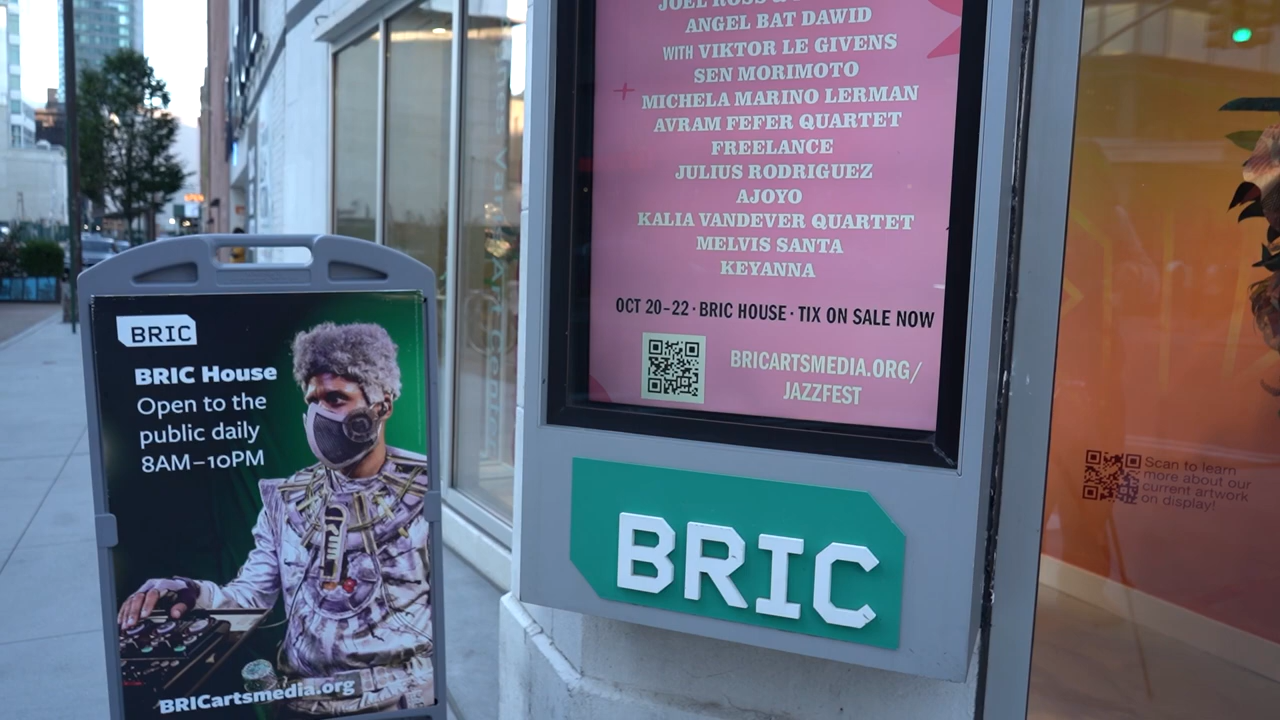 BRIC
BRIC House
Open to the
public daily
8AM–10PM
BRICartsmedia.org
JOEL ROSS
ANGEL BAT DAWID
WITH VIKTOR LE GIVENS
SEN MORIMOTO
MICHELA MARINO LERMAN
AVRAM FEFER QUARTET
FREELANCE
JULIUS RODRIGUEZ
AJOYO
KALIA VANDEVER QUARTET
MELVIS SANTA
KEYANNA
OCT 20–22 · BRIC HOUSE · TIX ON SALE NOW
BRICARTSMEDIA.ORG/
JAZZFEST
BRIC
Scan to learn
more about our
current artwork
on display!